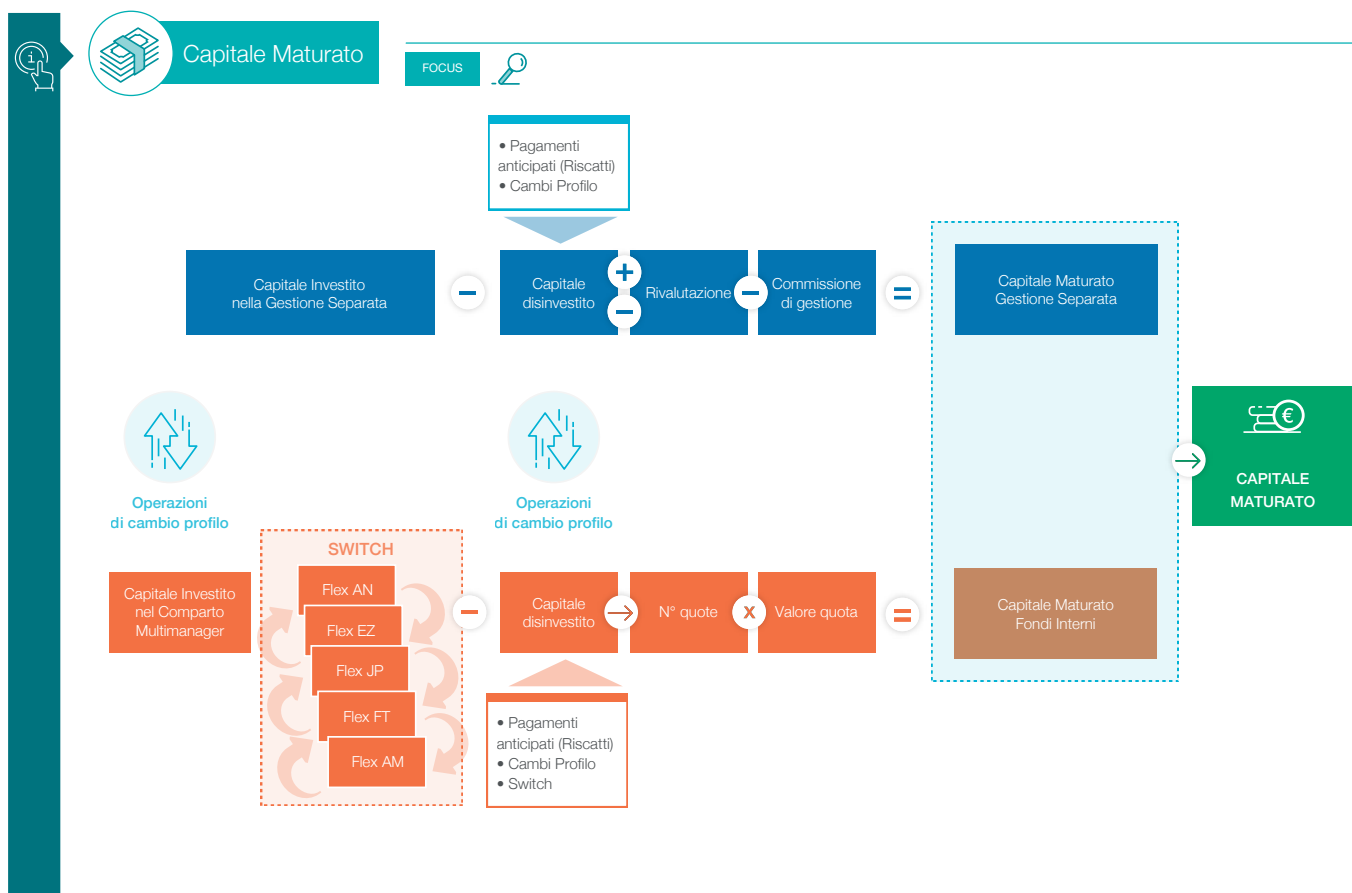 Capitale Maturato
FOCUS
• Pagamenti
anticipati (Riscatti)
• Cambi Profilo
Capitale Investito
nella Gestione Separata
−
Capitale
disinvestito
+
−
Rivalutazione
−
Commissione
di gestione
=
Capitale Maturato
Gestione Separata
Operazioni
di cambio profilo
Operazioni
di cambio profilo
€
CAPITALE
MATURATO
SWITCH
Capitale Investito
nel Comparto
Multimanager
Flex AN
Flex EZ
Flex JP
Flex FT
Flex AM
−
Capitale
disinvestito
N° quote
x
Valore quota
=
Capitale Maturato
Fondi Interni
• Pagamenti
anticipati (Riscatti)
• Cambi Profilo
• Switch